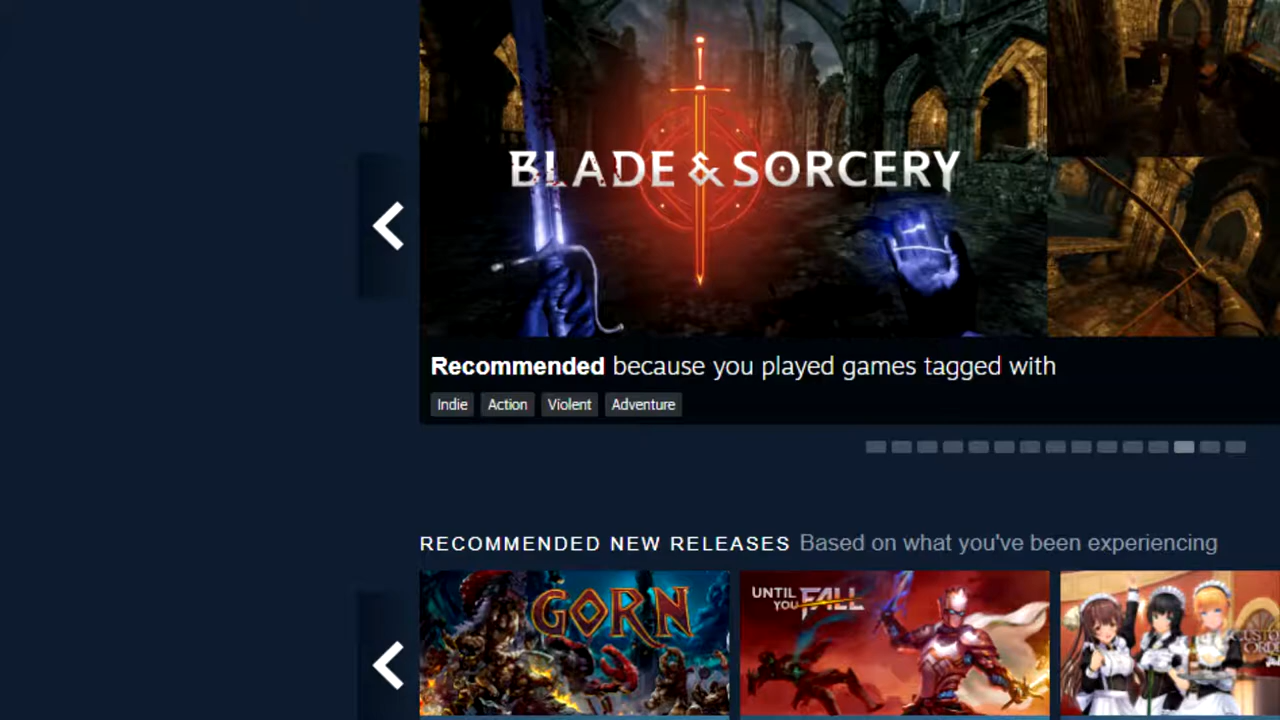 BLADE & SORCERY
Recommended because you played games tagged with
Indie Action Violent Adventure
RECOMMENDED NEW RELEASES Based on what you've been experiencing
GORN
UNTIL
YOU FALL